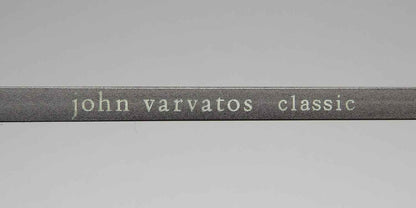 john varvatos classic